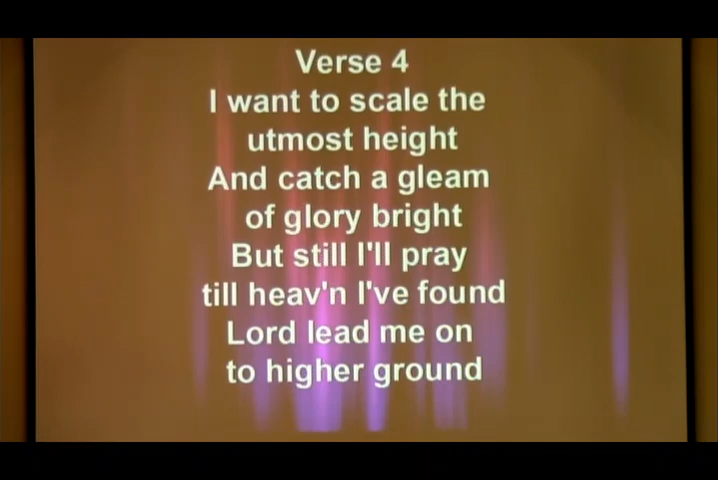 Verse 4
I want to scale the
utmost height
And catch a gleam
of glory bright
But still I'll pray
till heav'n I've found
Lord lead me on
to higher ground